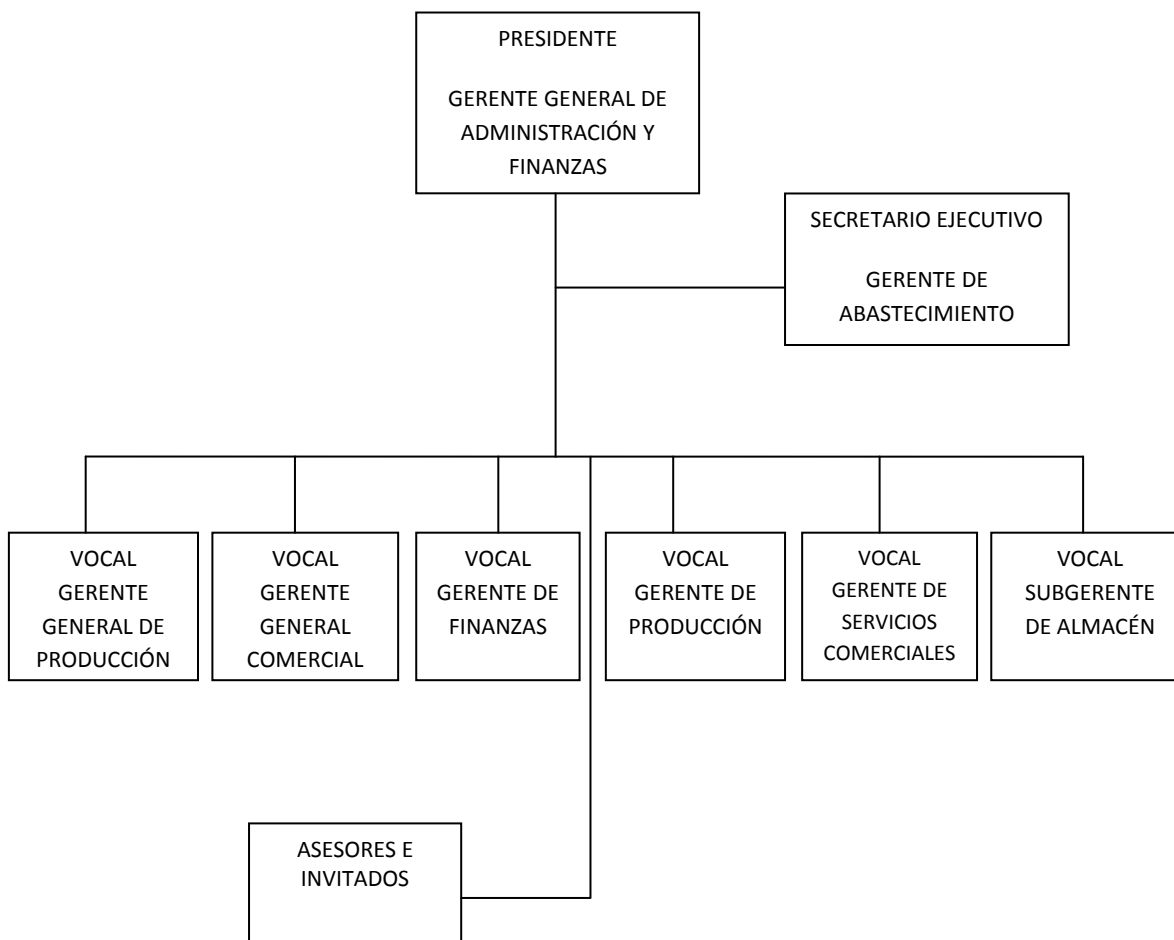 PRESIDENTE
GERENTE GENERAL DE
ADMINISTRACIÓN Y
FINANZAS
SECRETARIO EJECUTIVO
GERENTE DE
ABASTECIMIENTO
VOCAL
GERENTE
GENERAL DE
PRODUCCIÓN
VOCAL
GERENTE
GENERAL
COMERCIAL
VOCAL
GERENTE DE
FINANZAS
VOCAL
GERENTE DE
PRODUCCIÓN
VOCAL
GERENTE DE
SERVICIOS
COMERCIALES
VOCAL
SUBGERENTE
DE ALMACÉN
ASESORES E
INVITADOS